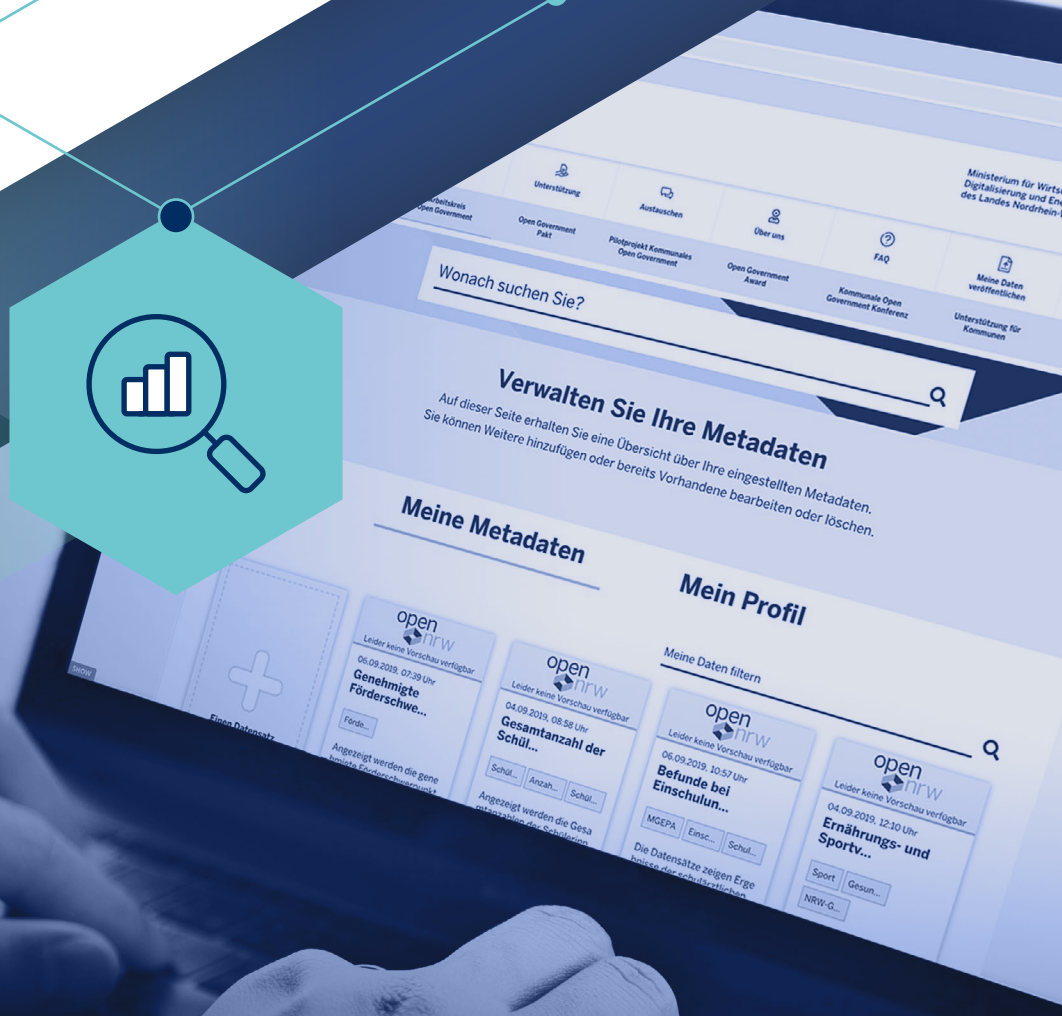 Ministerium für Wirts
Digitalisierung und Ene
des Landes Nordrhein-
Unterstützung
Austauschen
Über uns
FAQ
Meine Daten
veröffentlichen
Arbeitskreis
Open Government
Open Government
Pakt
Pilotprojekt Kommunales
Open Government
Open Government
Award
Kommunale Open
Government Konferenz
Unterstützung für
Kommunen
Wonach suchen Sie?
Verwalten Sie Ihre Metadaten
Auf dieser Seite erhalten Sie eine Übersicht über Ihre eingestellten Metadaten.
Sie können Weitere hinzufügen oder bereits Vorhandene bearbeiten oder löschen.
Meine Metadaten
Mein Profil
Meine Daten filtern
SHOW
Einen Datensatz
open
nrw
Leider keine Vorschau verfügbar
06.09.2019, 07:39 Uhr
Genehmigte
Förderschwe...
Förde...
Angezeigt werden die gene
hmigte Förderschwerpunkt
open
nrw
Leider keine Vorschau verfügbar
04.09.2019, 08:58 Uhr
Gesamtanzahl der
Schül...
Schül... Anzah... Schül...
Angezeigt werden die Gesa
mtanzahlen der Schülerinn
open
nrw
Leider keine Vorschau verfügbar
06.09.2019, 10:57 Uhr
Befunde bei
Einschulun...
MGEPA Einsc... Schul...
Die Datensätze zeigen Erge
bnisse der schulärztlichen
open
nrw
Leider keine Vorschau verfügbar
04.09.2019, 12:10 Uhr
Ernährungs- und
Sportv...
Sport Gesun...
NRW-G...